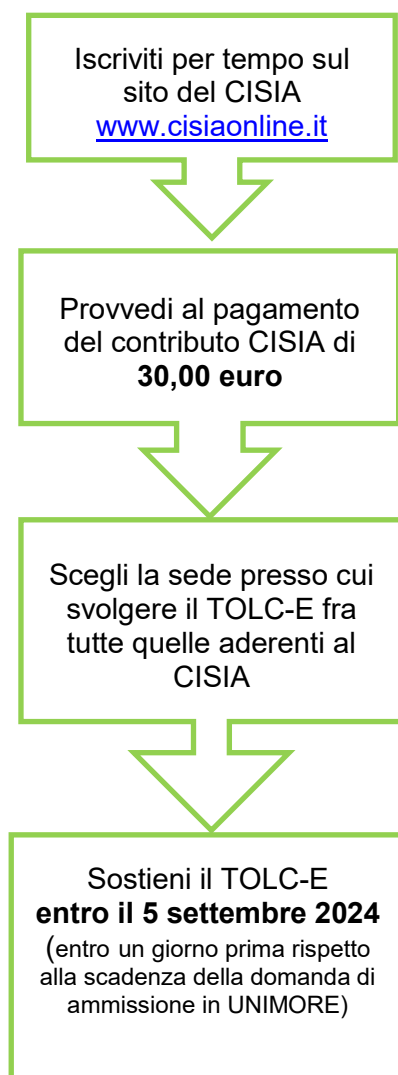 Iscriviti per tempo sul
sito del CISIA
www.cisiaonline.it
Provvedi al pagamento
del contributo CISIA di
30,00 euro
Scegli la sede presso cui
svolgere il TOLC-E fra
tutte quelle aderenti al
CISIA
Sostieni il TOLC-E
entro il 5 settembre 2024
(entro un giorno prima rispetto
alla scadenza della domanda di
ammissione in UNIMORE)